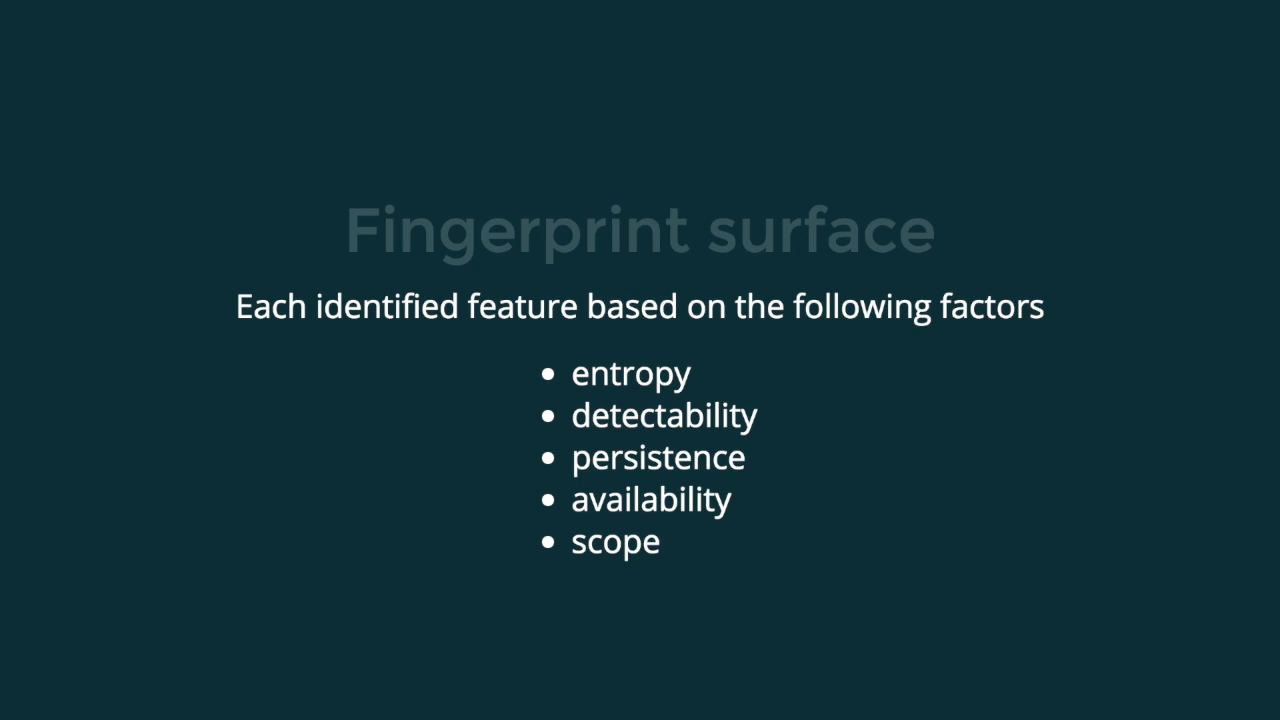 Fingerprint surface
Each identified feature based on the following factors
• entropy
• detectability
• persistence
• availability
• scope